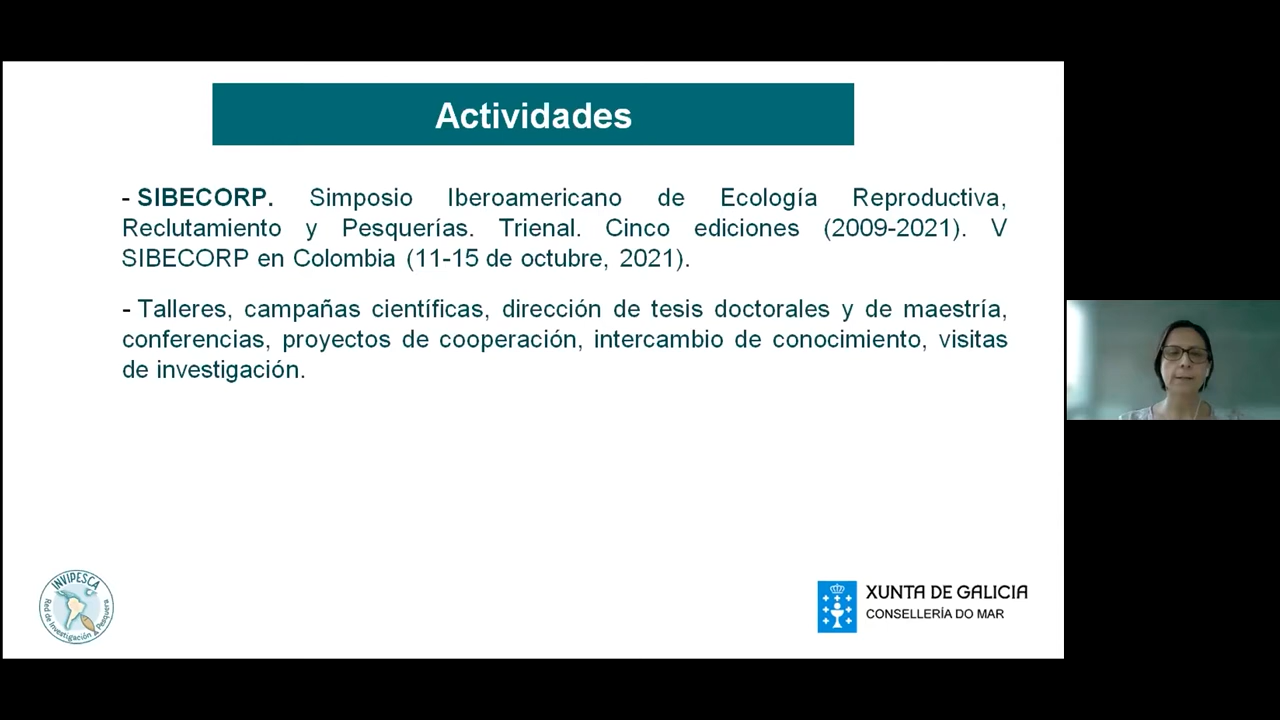 Actividades
- SIBECORP. Simposio Iberoamericano de Ecología Reproductiva,
Reclutamiento y Pesquerías. Trienal. Cinco ediciones (2009-2021). V
SIBECORP en Colombia (11-15 de octubre, 2021).
- Talleres, campañas científicas, dirección de tesis doctorales y de maestría,
conferencias, proyectos de cooperación, intercambio de conocimiento, visitas
de investigación.
INVIPESCA
Red de Investigación Pesquera
XUNTA DE GALICIA
CONSELLERÍA DO MAR